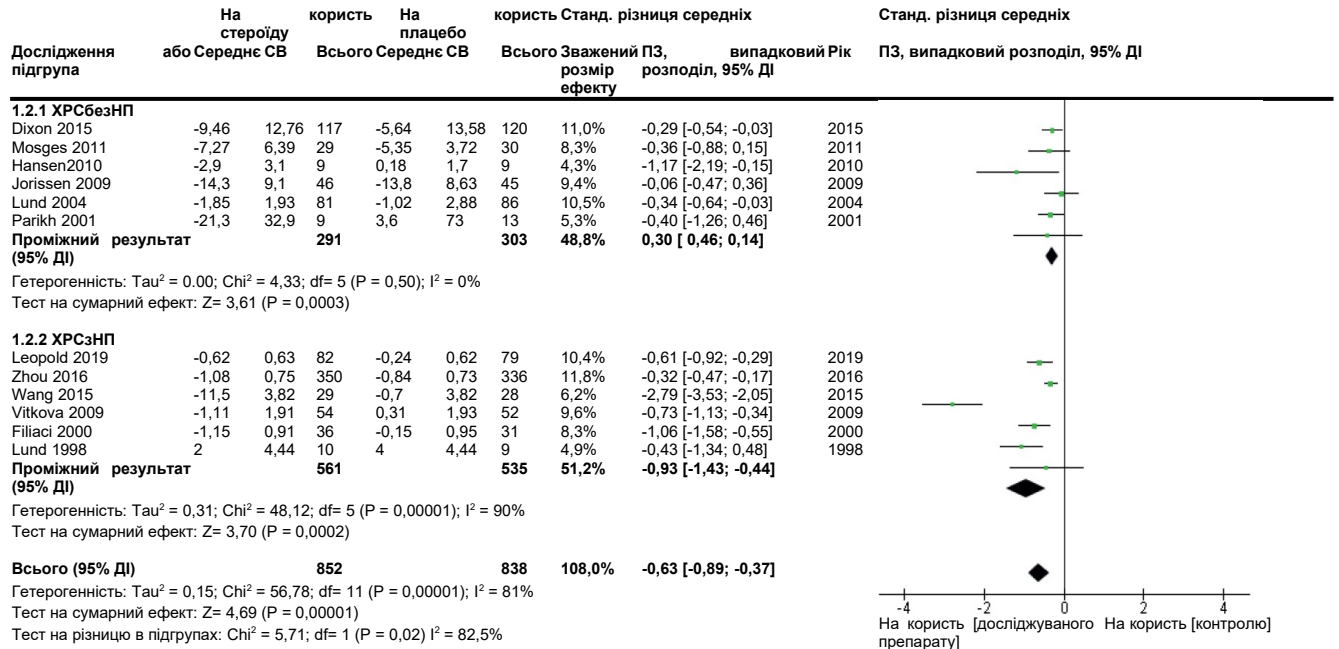 На користь На користь Станд. різниця середніх Станд. різниця середніх
стероїду плацебо
Дослідження або Середнє СВ Всього Середнє СВ Всього Зважений ПЗ, випадковий Рік ПЗ, випадковий розподіл, 95% ДІ
підгрупа розмір розподіл, 95% ДІ
ефекту
1.2.1 ХРСбезНП
Dixon 2015 -9,46 12,76 117 -5,64 13,58 120 11,0% -0,29 [-0,54; -0,03] 2015
Mosges 2011 -7,27 6,39 29 -5,35 3,72 30 8,3% -0,36 [-0,88; 0,15] 2011
Hansen2010 -2,9 3,1 9 0,18 1,7 9 4,3% -1,17 [-2,19; -0,15] 2010
Jorissen 2009 -14,3 9,1 46 -13,8 8,63 45 9,4% -0,06 [-0,47; 0,36] 2009
Lund 2004 -1,85 1,93 81 -1,02 2,88 86 10,5% -0,34 [-0,64; -0,03] 2004
Parikh 2001 -21,3 32,9 9 3,6 73 13 5,3% -0,40 [-1,26; 0,46] 2001
Проміжний результат 291 303 48,8% 0,30 [ 0,46; 0,14]
(95% ДІ)
Гетерогенність: Tau² = 0.00; Chi² = 4,33; df= 5 (P = 0,50); I² = 0%
Тест на сумарний ефект: Z= 3,61 (P = 0,0003)
1.2.2 ХРСзНП
Leopold 2019 -0,62 0,63 82 -0,24 0,62 79 10,4% -0,61 [-0,92; -0,29] 2019
Zhou 2016 -1,08 0,75 350 -0,84 0,73 336 11,8% -0,32 [-0,47; -0,17] 2016
Wang 2015 -11,5 3,82 29 -0,7 3,82 28 6,2% -2,79 [-3,53; -2,05] 2015
Vitkova 2009 -1,11 1,91 54 0,31 1,93 52 9,6% -0,73 [-1,13; -0,34] 2009
Filiaci 2000 -1,15 0,91 36 -0,15 0,95 31 8,3% -1,06 [-1,58; -0,55] 2000
Lund 1998 2 4,44 10 4 4,44 9 4,9% -0,43 [-1,34; 0,48] 1998
Проміжний результат 561 535 51,2% -0,93 [-1,43; -0,44]
(95% ДІ)
Гетерогенність: Tau² = 0,31; Chi² = 48,12; df= 5 (P = 0,00001); I² = 90%
Тест на сумарний ефект: Z= 3,70 (P = 0,0002)
Всього (95% ДІ) 852 838 108,0% -0,63 [-0,89; -0,37]
Гетерогенність: Tau² = 0,15; Chi² = 56,78; df= 11 (P = 0,00001); I² = 81%
Тест на сумарний ефект: Z= 4,69 (P = 0,00001)
Тест на різницю в підгрупах: Chi² = 5,71; df= 1 (P = 0,02) I² = 82,5%
-4 -2 0 2 4
На користь [досліджуваного На користь [контролю]
препарату]